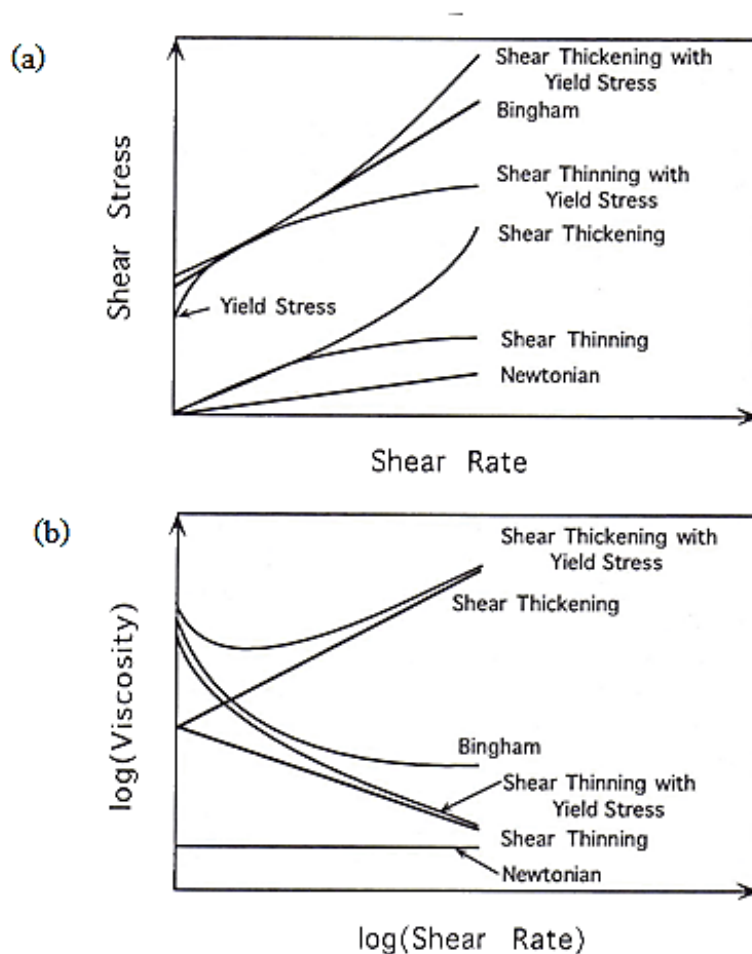 (a)
Shear Stress
Shear Thickening with
Yield Stress
Bingham
Shear Thinning with
Yield Stress
Shear Thickening
Yield Stress
Shear Thinning
Newtonian
Shear Rate
(b)
log(Viscosity)
Shear Thickening with
Yield Stress
Shear Thickening
Bingham
Shear Thinning with
Yield Stress
Shear Thinning
Newtonian
log(Shear Rate)